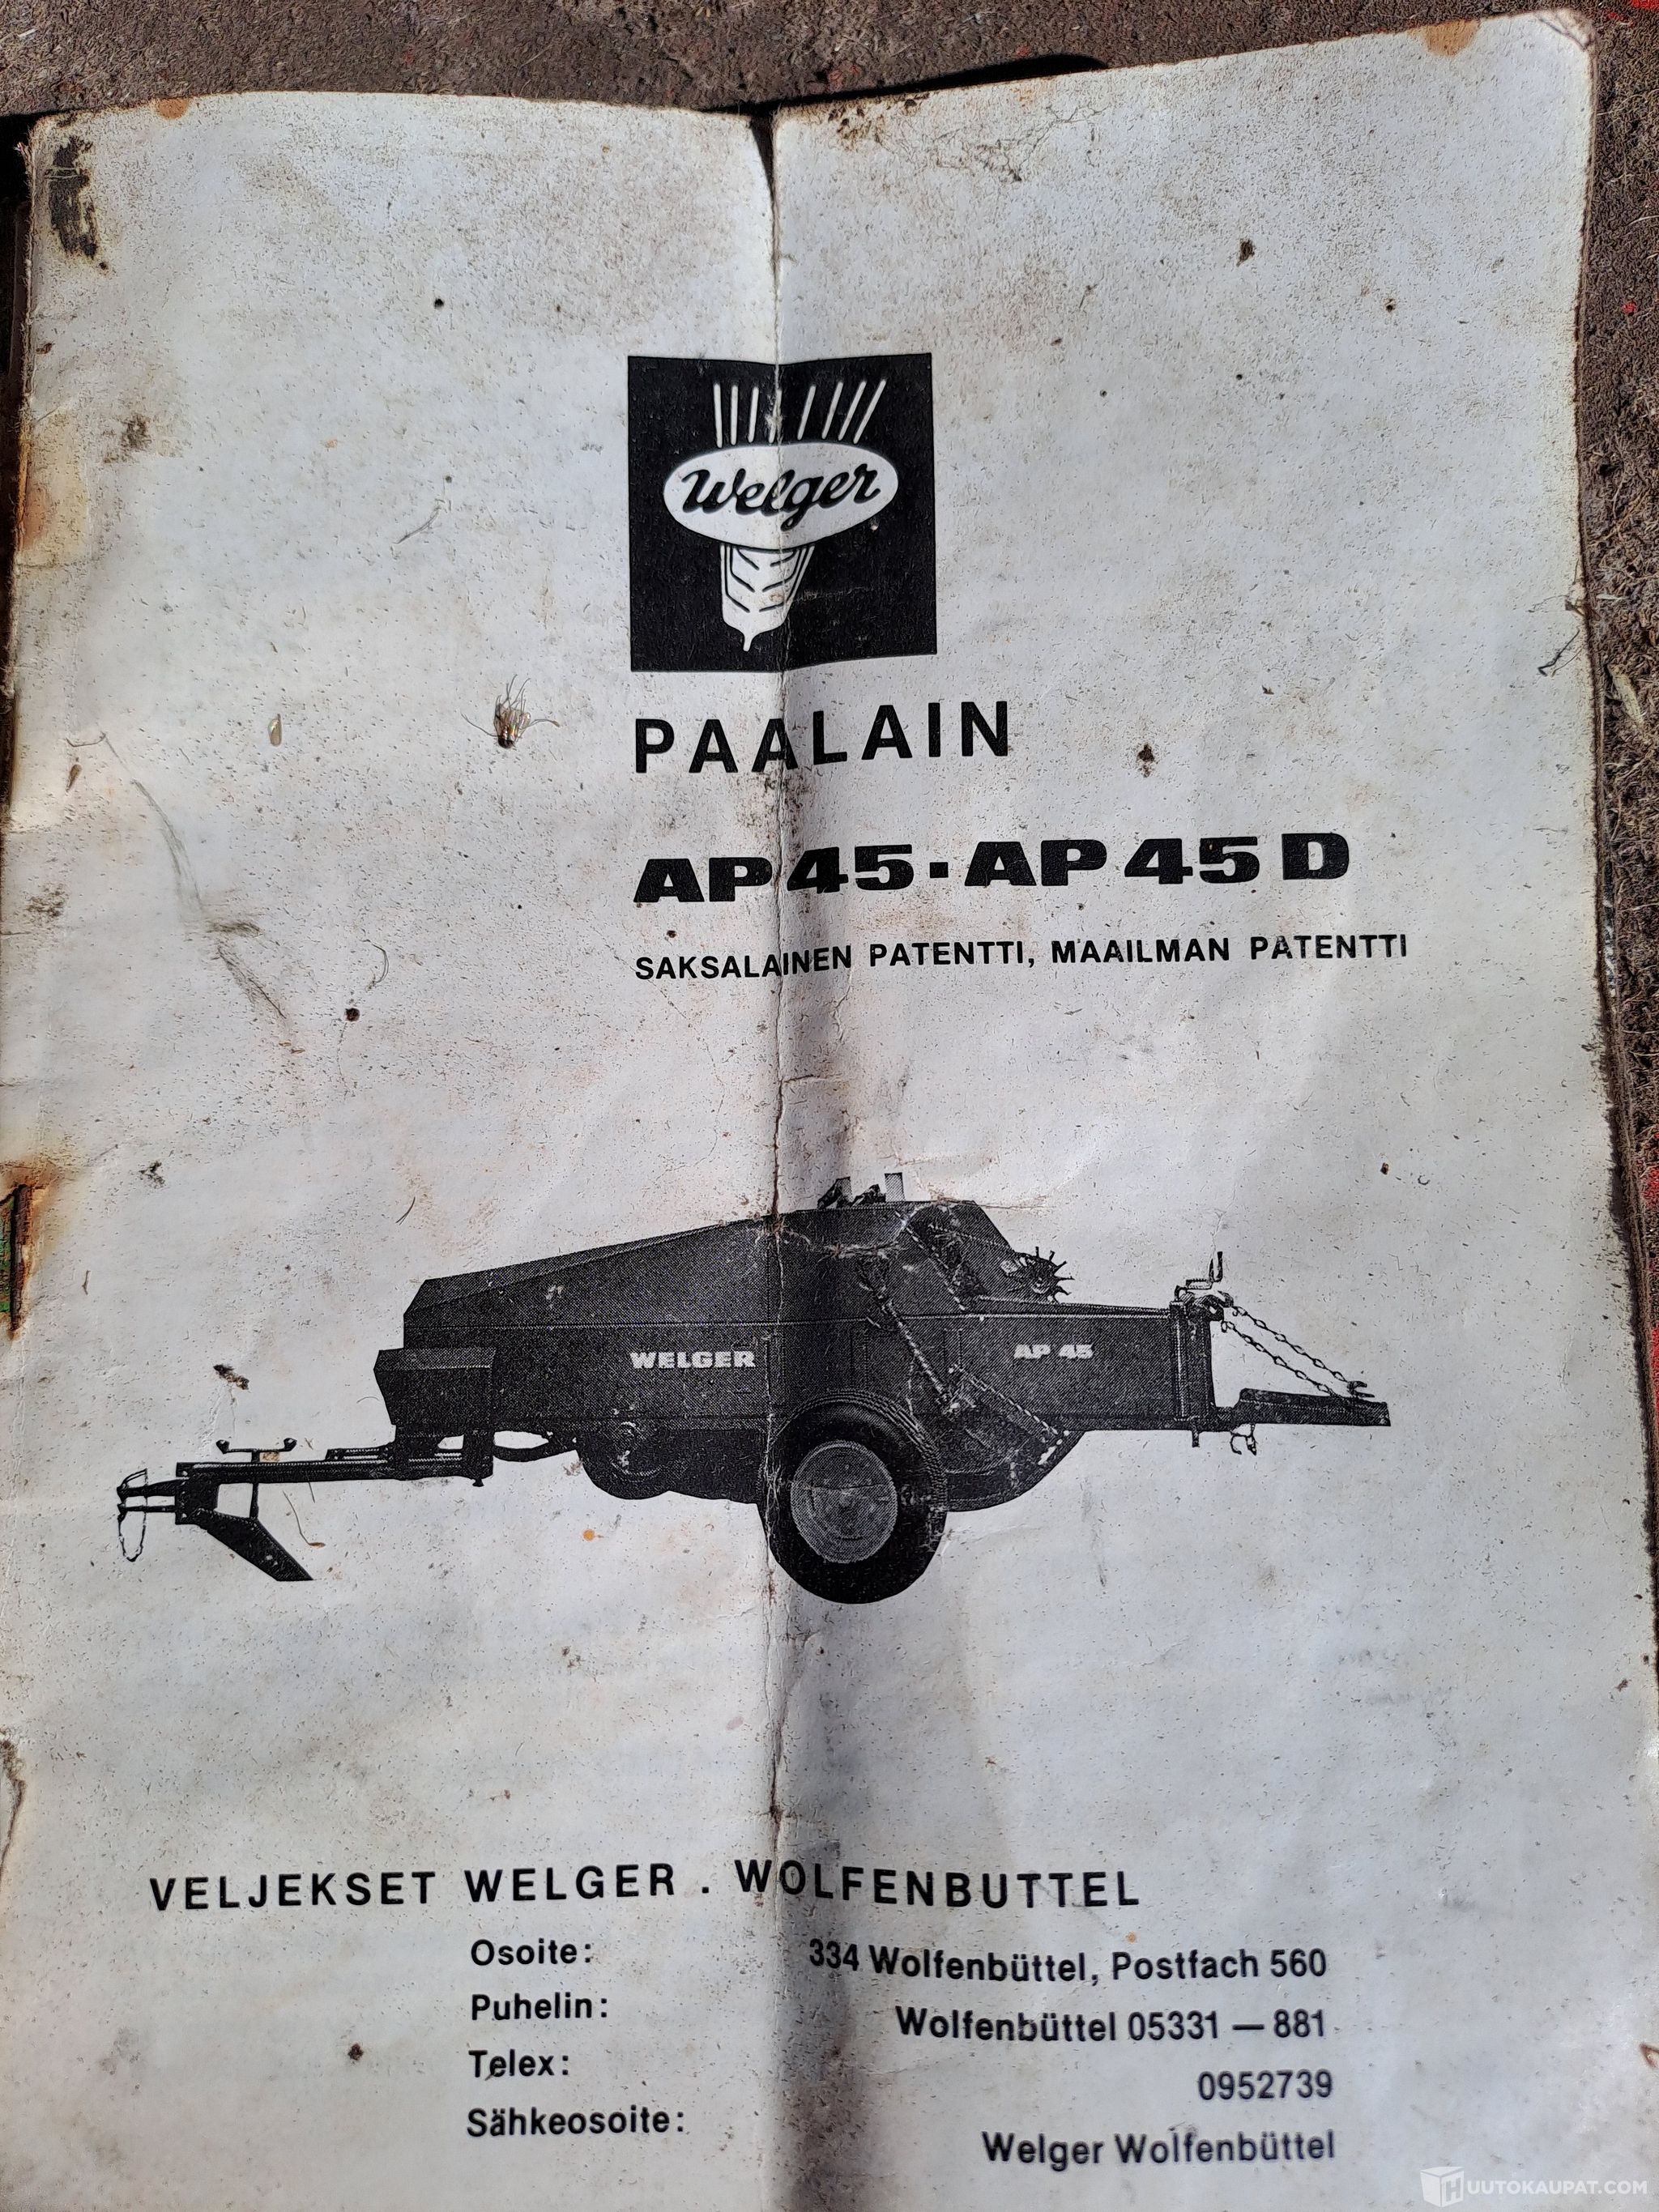 Welger
PAALAIN
AP 45 · AP 45 D
SAKSALAINEN PATENTTI, MAAILMAN PATENTTI
WELGER
AP 45
VELJEKSET WELGER . WOLFENBUTTEL
Osoite: 334 Wolfenbüttel, Postfach 560
Puhelin: Wolfenbüttel 05331 — 881
Telex: 0952739
Sähkeosoite: Welger Wolfenbüttel
HUUTOKAUPAT.COM